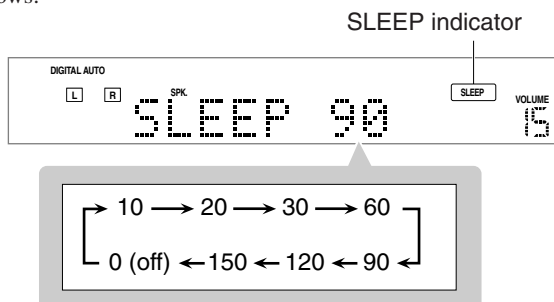 ows:
SLEEP indicator
DIGITAL AUTO
L R SPK. SLEEP VOLUME
SLEEP 90 15
10 → 20 → 30 → 60
0 (off) ← 150 ← 120 ← 90